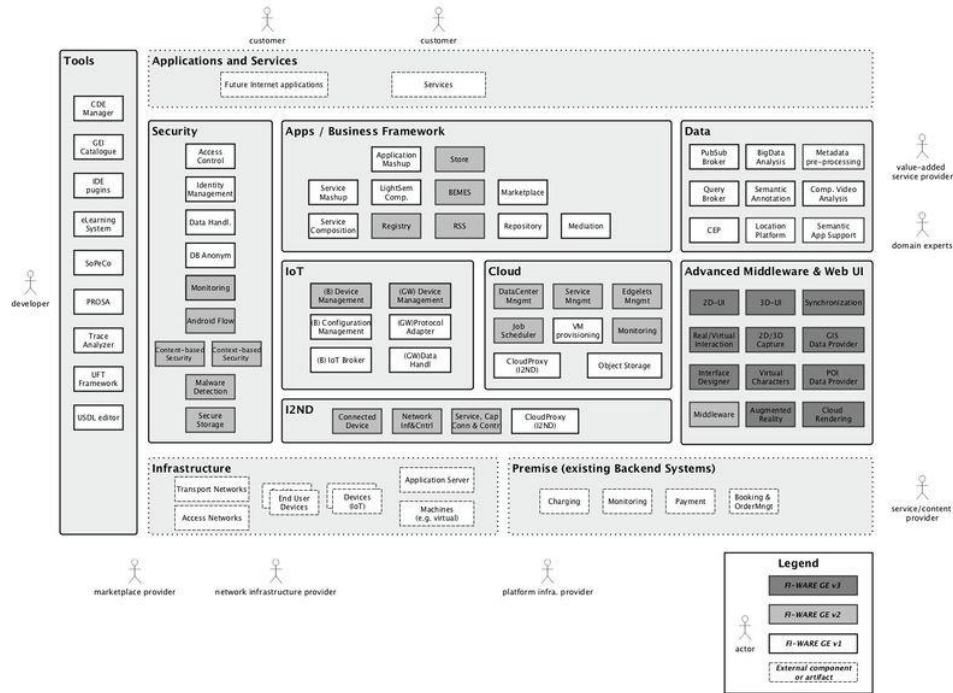 customer
customer
Tools
CDE
Manager
GEI
Catalogue
IDE
pugins
eLearning
System
SoPeCo
PROSA
Trace
Analyzer
UFT
Framework
USDL editor
Applications and Services
Future Internet applications
Services
Security
Access
Control
Identity
Management
Data Handl.
DB Anonym
Monitoring
Android Flow
Content-based
Security
Context-based
Security
Malware
Detection
Secure
Storage
Apps / Business Framework
Application
Mashup
Store
Service
Mashup
LightSem
Comp.
BEMES
Marketplace
Service
Composition
Registry
RSS
Repository
Mediation
Data
PubSub
Broker
BigData
Analysis
Metadata
pre-processing
Query
Broker
Semantic
Annotation
Comp. Video
Analysis
CEP
Location
Platform
Semantic
App Support
value-added
service provider
domain experts
developer
IoT
(B) Device
Management
(GW) Device
Management
(B) Configuration
Management
(GW)Protocol
Adapter
(B) IoT Broker
(GW)Data
Handl
Cloud
DataCenter
Mngmt
Service
Mngmt
Edgelets
Mngmt
Job
Scheduler
VM
provisioning
Monitoring
CloudProxy
(I2ND)
Object Storage
Advanced Middleware & Web UI
2D-UI
3D-UI
Synchronization
Real/Virtual
Interaction
2D/3D
Capture
GIS
Data Provider
Interface
Designer
Virtual
Characters
POI
Data Provider
Middleware
Augmented
Reality
Cloud
Rendering
I2ND
Connected
Device
Network
Inf&Cntrl
Service, Cap
Conn & Contr
CloudProxy
(I2ND)
Infrastructure
Transport Networks
Access Networks
End User
Devices
Devices
(IoT)
Application Server
Machines
(e.g. virtual)
Premise (existing Backend Systems)
Charging
Monitoring
Payment
Booking &
OrderMngt
service/content
provider
marketplace provider
network infrastructure provider
platform infra. provider
Legend
FI-WARE GE v3
FI-WARE GE v2
FI-WARE GE v1
External component
or artifact
actor